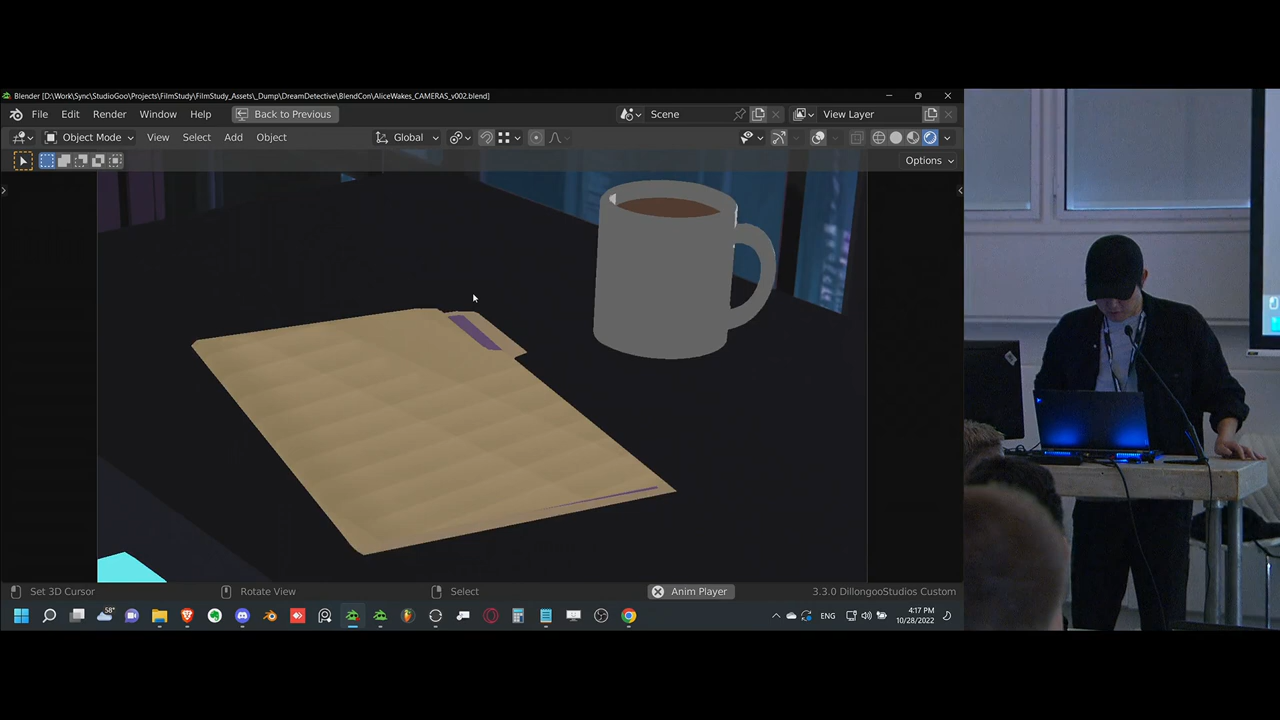 Blender [D:\Work\Sync\StudioGoo\Projects\FilmStudy\FilmStudy_Assets\_Dump\DreamDetective\BlendCon\AliceWakes_CAMERAS_v002.blend]
File Edit Render Window Help Back to Previous Scene View Layer
Object Mode View Select Add Object Global
Options
Set 3D Cursor Rotate View Select Anim Player 3.3.0 DillongooStudios Custom
58° ENG 4:17 PM
10/28/2022